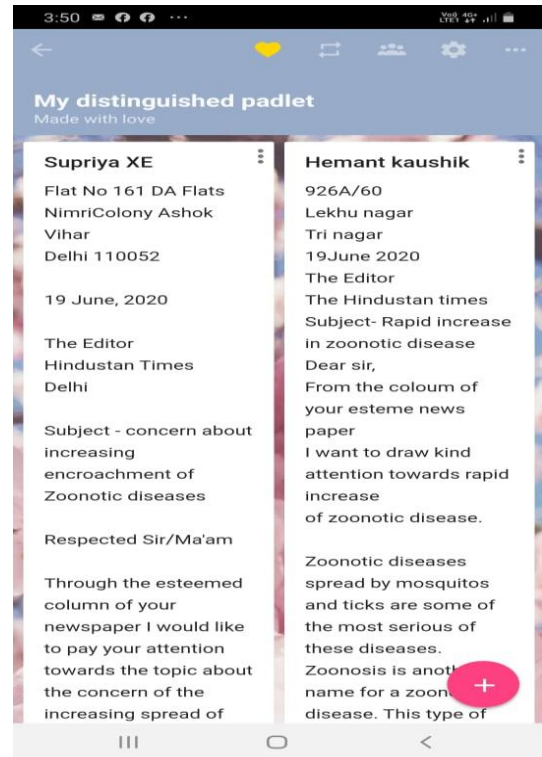 3:50
VoIP 4G+
LTE1
My distinguished padlet
Made with love
Supriya XE
Flat No 161 DA Flats
NimriColony Ashok
Vihar
Delhi 110052
19 June, 2020
The Editor
Hindustan Times
Delhi
Subject - concern about
increasing
encroachment of
Zoonotic diseases
Respected Sir/Ma'am
Through the esteemed
column of your
newspaper I would like
to pay your attention
towards the topic about
the concern of the
increasing spread of
Hemant kaushik
926A/60
Lekhu nagar
Tri nagar
19June 2020
The Editor
The Hindustan times
Subject- Rapid increase
in zoonotic disease
Dear sir,
From the coloum of
your esteme news
paper
I want to draw kind
attention towards rapid
increase
of zoonotic disease.
Zoonotic diseases
spread by mosquitos
and ticks are some of
the most serious of
these diseases.
Zoonosis is
name for a
disease. This type of